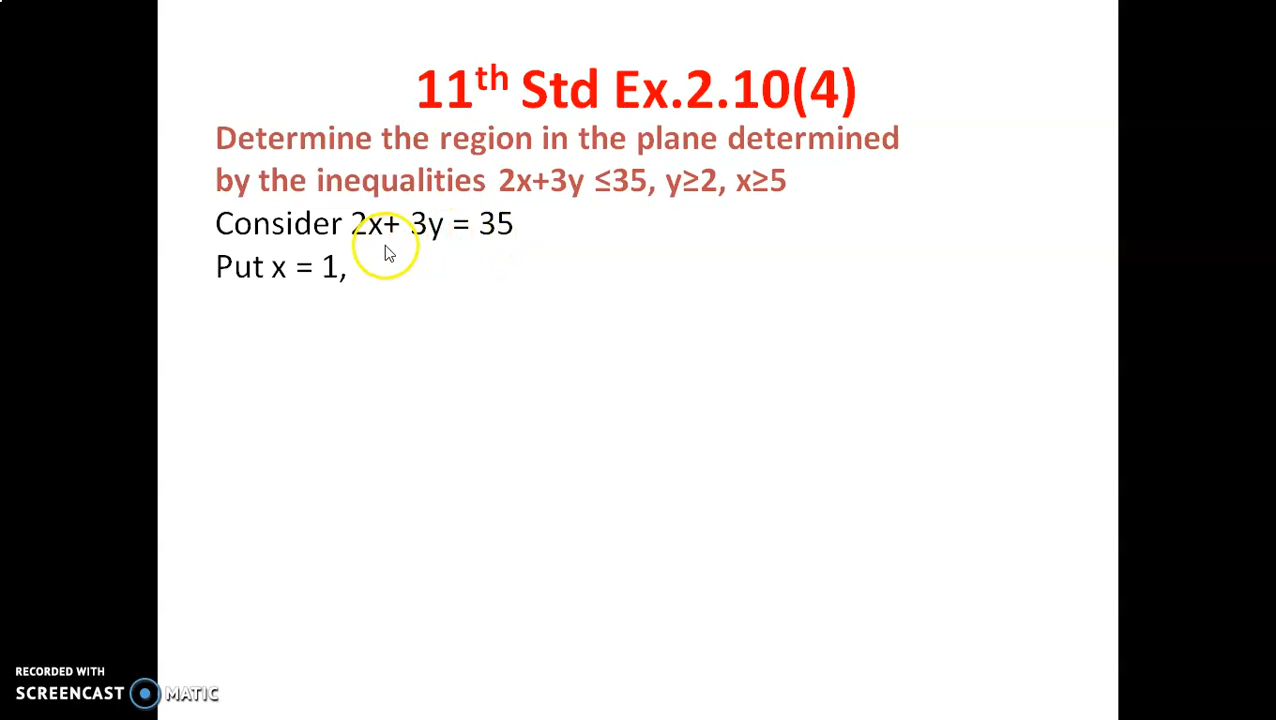 11th Std Ex.2.10(4)
Determine the region in the plane determined
by the inequalities 2x+3y ≤35, y≥2, x≥5
Consider 2x+ 3y = 35
Put x = 1,
RECORDED WITH
SCREENCAST MATIC